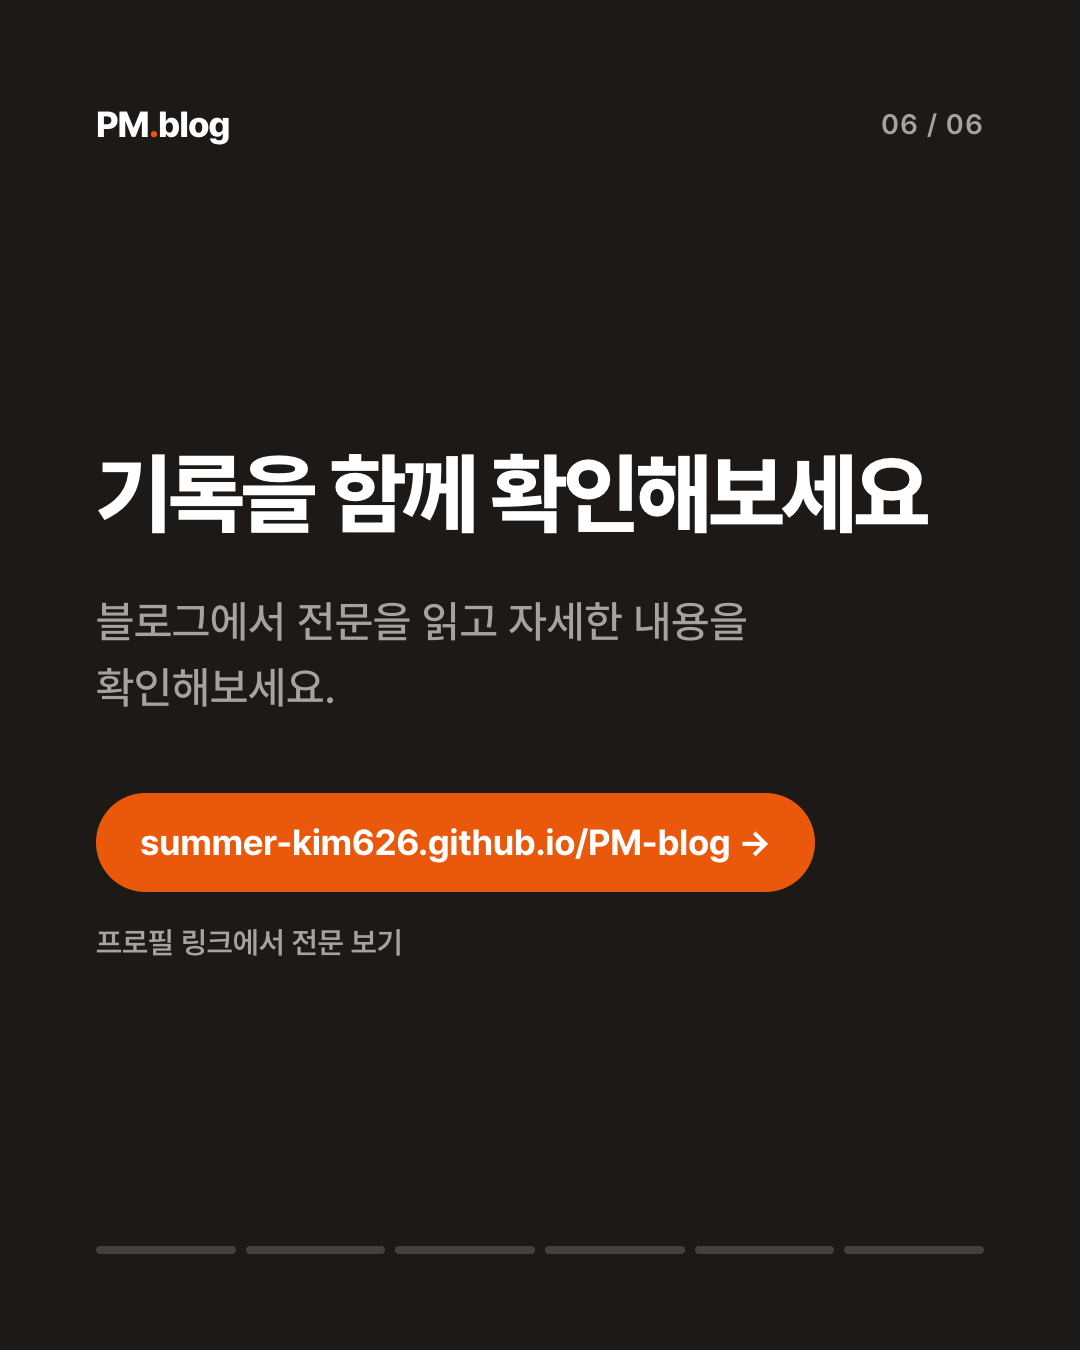 PM.blog
06 / 06
기록을 함께 확인해보세요
블로그에서 전문을 읽고 자세한 내용을
확인해보세요.
summer-kim626.github.io/PM-blog →
프로필 링크에서 전문 보기